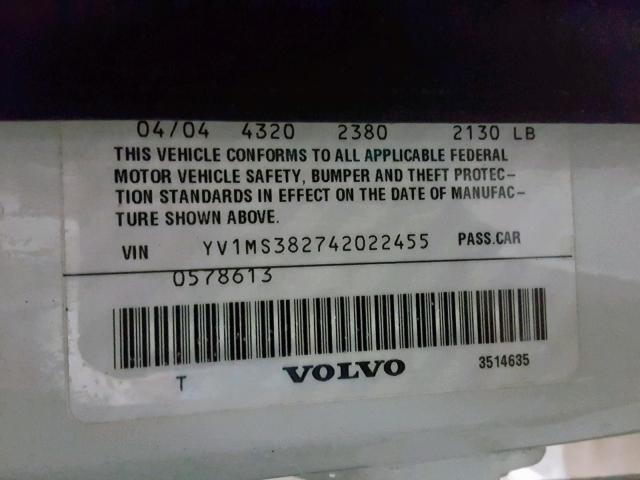 04/04 4320 2380 2130 LB
THIS VEHICLE CONFORMS TO ALL APPLICABLE FEDERAL
MOTOR VEHICLE SAFETY, BUMPER AND THEFT PROTEC-
TION STANDARDS IN EFFECT ON THE DATE OF MANUFAC-
TURE SHOWN ABOVE.
VIN YV1MS382742022455 PASS.CAR
0578613
T VOLVO 3514635